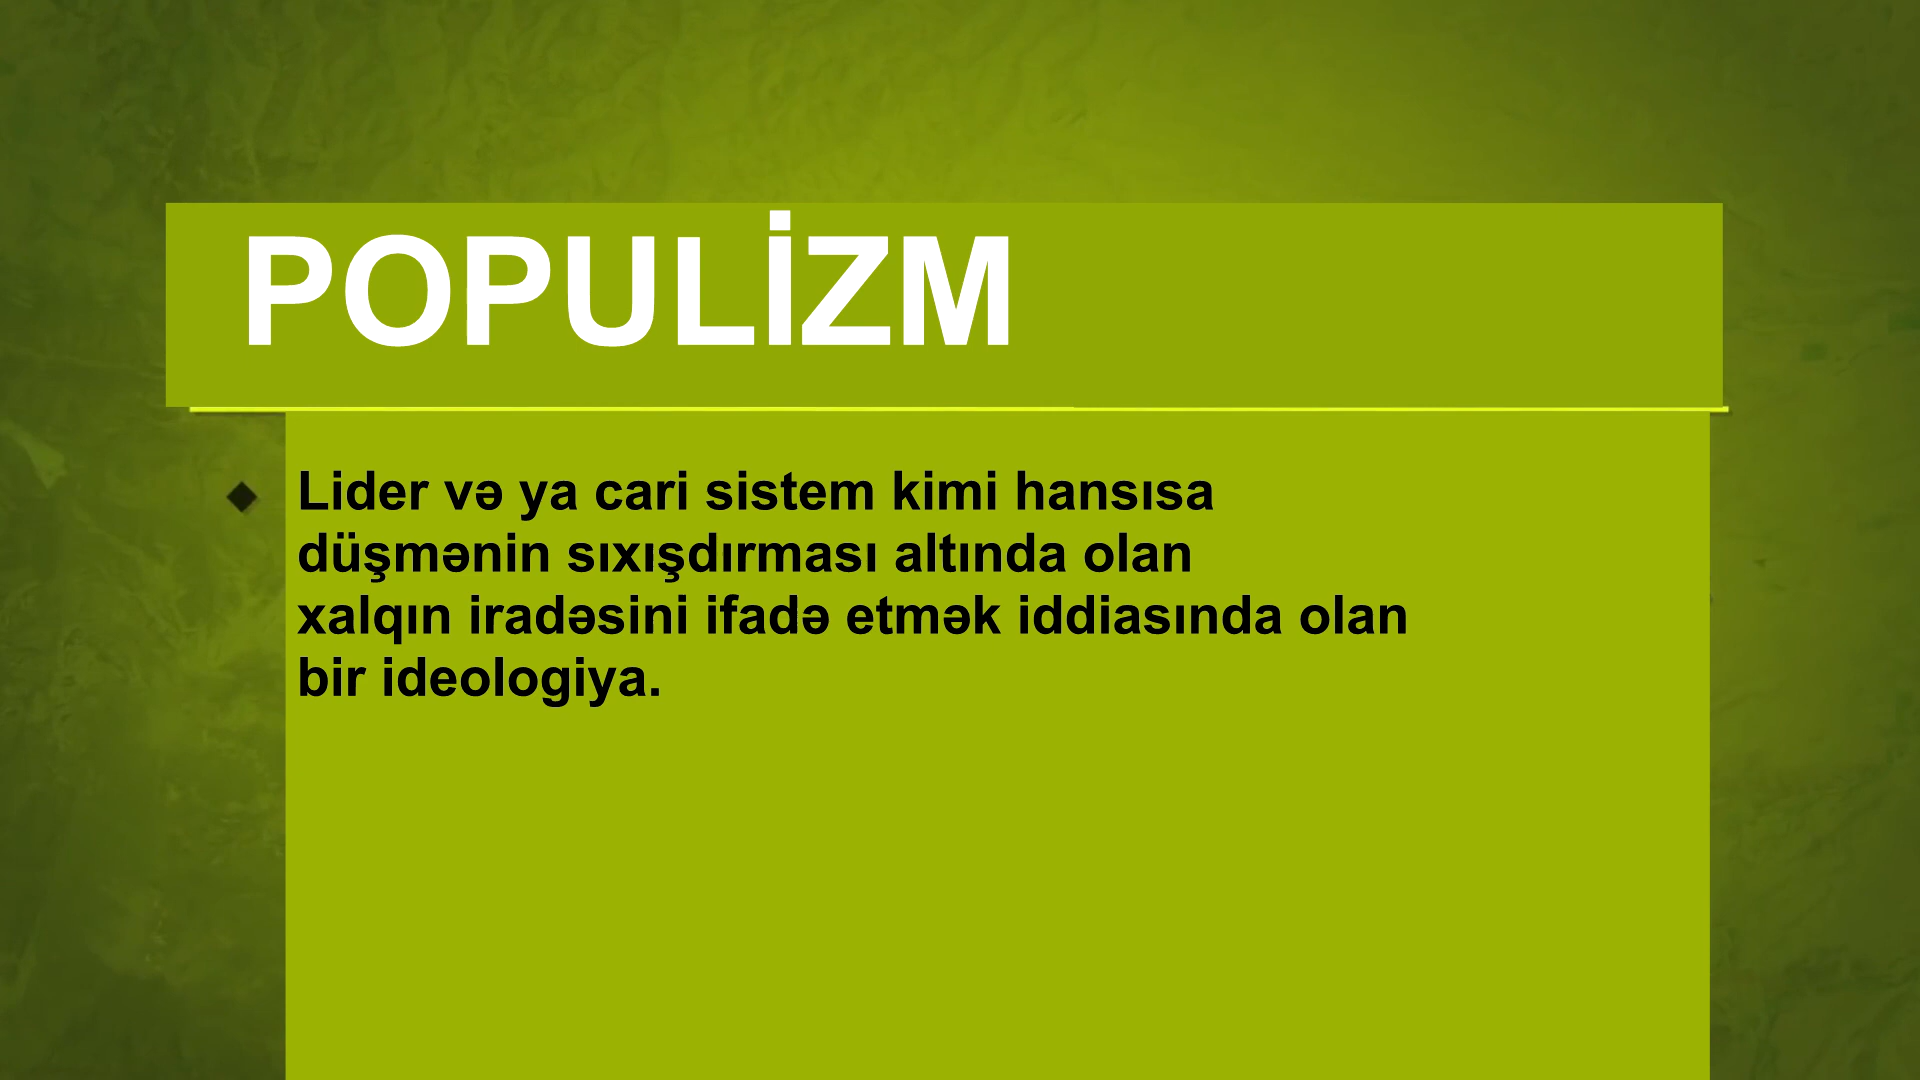 POPULİZM
Lider və ya cari sistem kimi hansısa
düşmənin sıxışdırması altında olan
xalqın iradəsini ifadə etmək iddiasında olan
bir ideologiya.